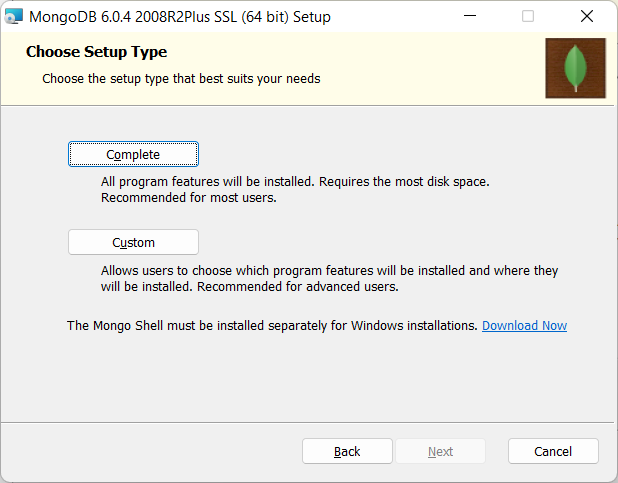 MongoDB 6.0.4 2008R2Plus SSL (64 bit) Setup
Choose Setup Type
Choose the setup type that best suits your needs
Complete
All program features will be installed. Requires the most disk space.
Recommended for most users.
Custom
Allows users to choose which program features will be installed and where they
will be installed. Recommended for advanced users.
The Mongo Shell must be installed separately for Windows installations. Download Now
Back Next Cancel